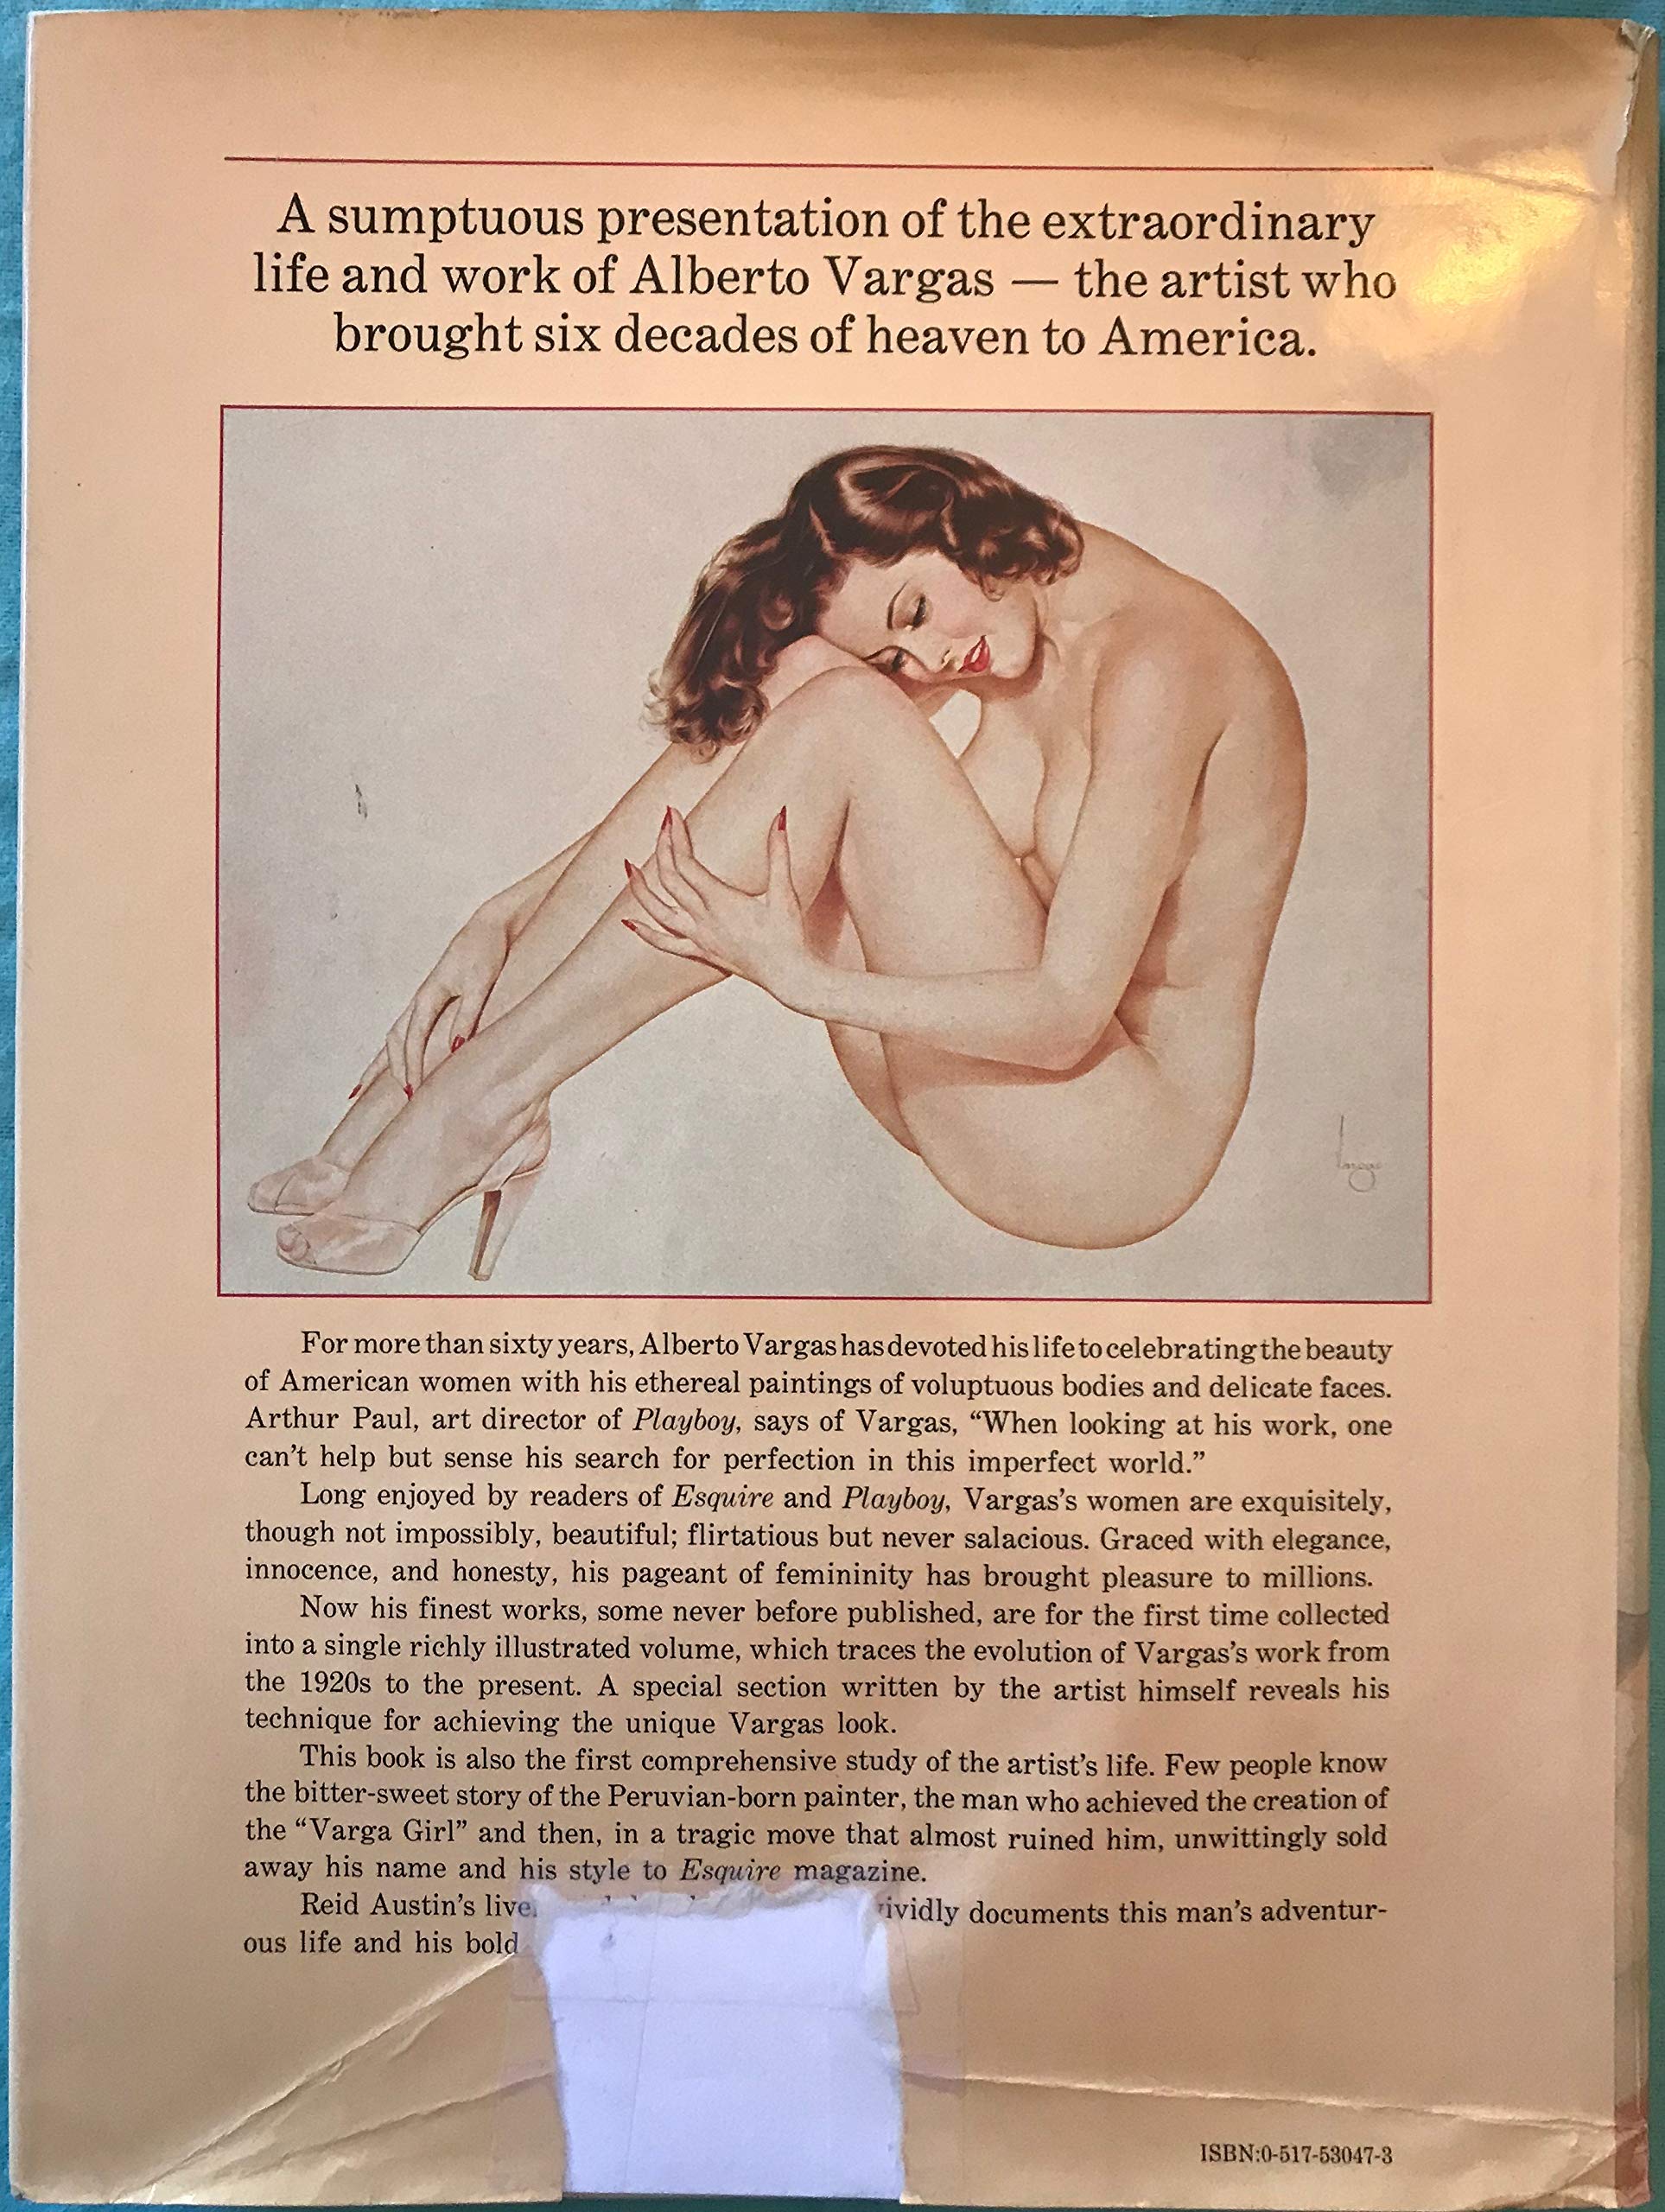 A sumptuous presentation of the extraordinary
life and work of Alberto Vargas — the artist who
brought six decades of heaven to America.
For more than sixty years, Alberto Vargas has devoted his life to celebrating the beauty
of American women with his ethereal paintings of voluptuous bodies and delicate faces.
Arthur Paul, art director of Playboy, says of Vargas, “When looking at his work, one
can’t help but sense his search for perfection in this imperfect world.”
Long enjoyed by readers of Esquire and Playboy, Vargas’s women are exquisitely,
though not impossibly, beautiful; flirtatious but never salacious. Graced with elegance,
innocence, and honesty, his pageant of femininity has brought pleasure to millions.
Now his finest works, some never before published, are for the first time collected
into a single richly illustrated volume, which traces the evolution of Vargas’s work from
the 1920s to the present. A special section written by the artist himself reveals his
technique for achieving the unique Vargas look.
This book is also the first comprehensive study of the artist’s life. Few people know
the bitter-sweet story of the Peruvian-born painter, the man who achieved the creation of
the “Varga Girl” and then, in a tragic move that almost ruined him, unwittingly sold
away his name and his style to Esquire magazine.
Reid Austin’s documents this man’s adventur-
ous life and his bold
ISBN:0-517-53047-3